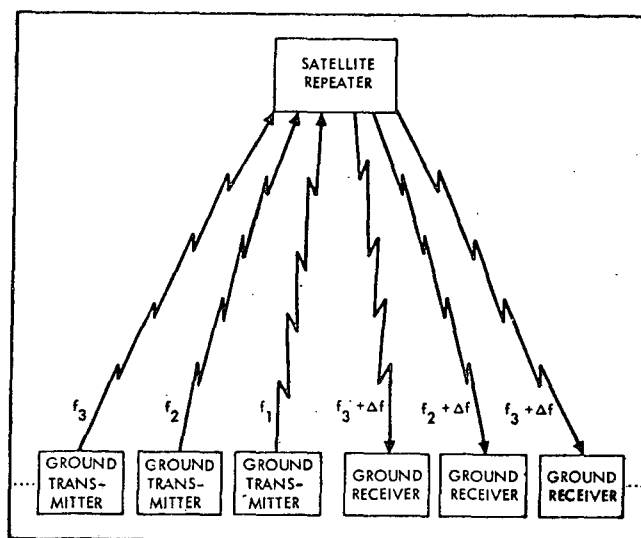 SATELLITE
REPEATER
f3 f2 f1 f3 + Δf f2 + Δf f3 + Δf
GROUND
TRANS-
MITTER
GROUND
TRANS-
MITTER
GROUND
TRANS-
MITTER
GROUND
RECEIVER
GROUND
RECEIVER
GROUND
RECEIVER